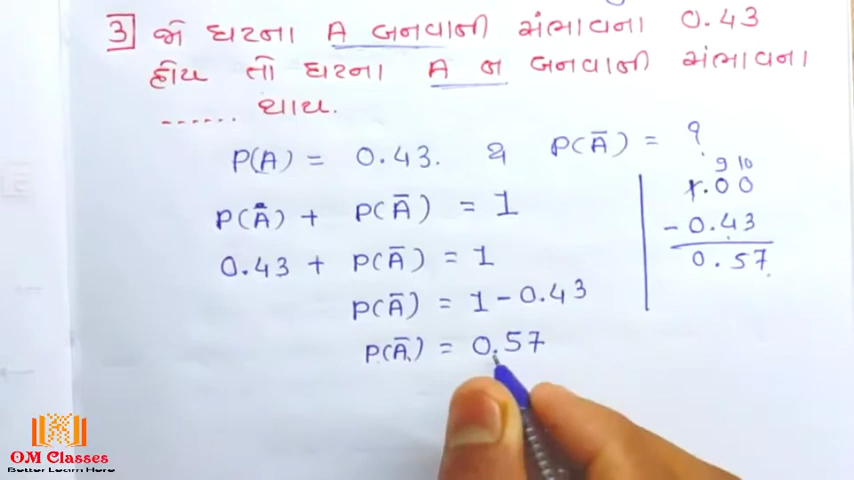 3 જો ઘટના A બનવાની સંભાવના 0.43
હોય તો ઘટના A ન બનવાની સંભાવના
...... થાય.
P(A) = 0.43. થ P(Ā) = ?
P(Ā) + P(Ā) = 1
0.43 + P(Ā) = 1
P(Ā) = 1 - 0.43
P(Ā) = 0.57
9 10
1.00
- 0.43
0.57
OM Classes
Better Learn Here